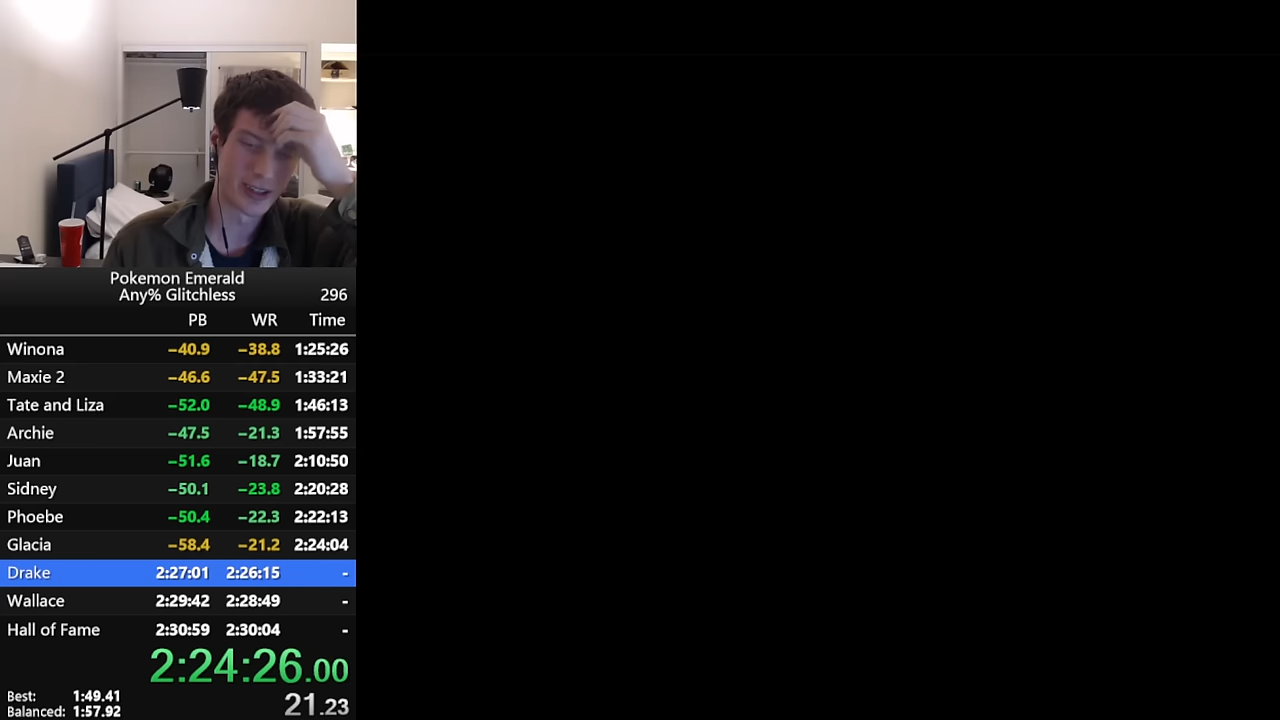 Pokemon Emerald
Any% Glitchless 296
PB WR Time
Winona −40.9 −38.8 1:25:26
Maxie 2 −46.6 −47.5 1:33:21
Tate and Liza −52.0 −48.9 1:46:13
Archie −47.5 −21.3 1:57:55
Juan −51.6 −18.7 2:10:50
Sidney −50.1 −23.8 2:20:28
Phoebe −50.4 −22.3 2:22:13
Glacia −58.4 −21.2 2:24:04
Drake 2:27:01 2:26:15 -
Wallace 2:29:42 2:28:49 -
Hall of Fame 2:30:59 2:30:04 -
2:24:26.00
Best: 1:49.41
Balanced: 1:57.92
21.23